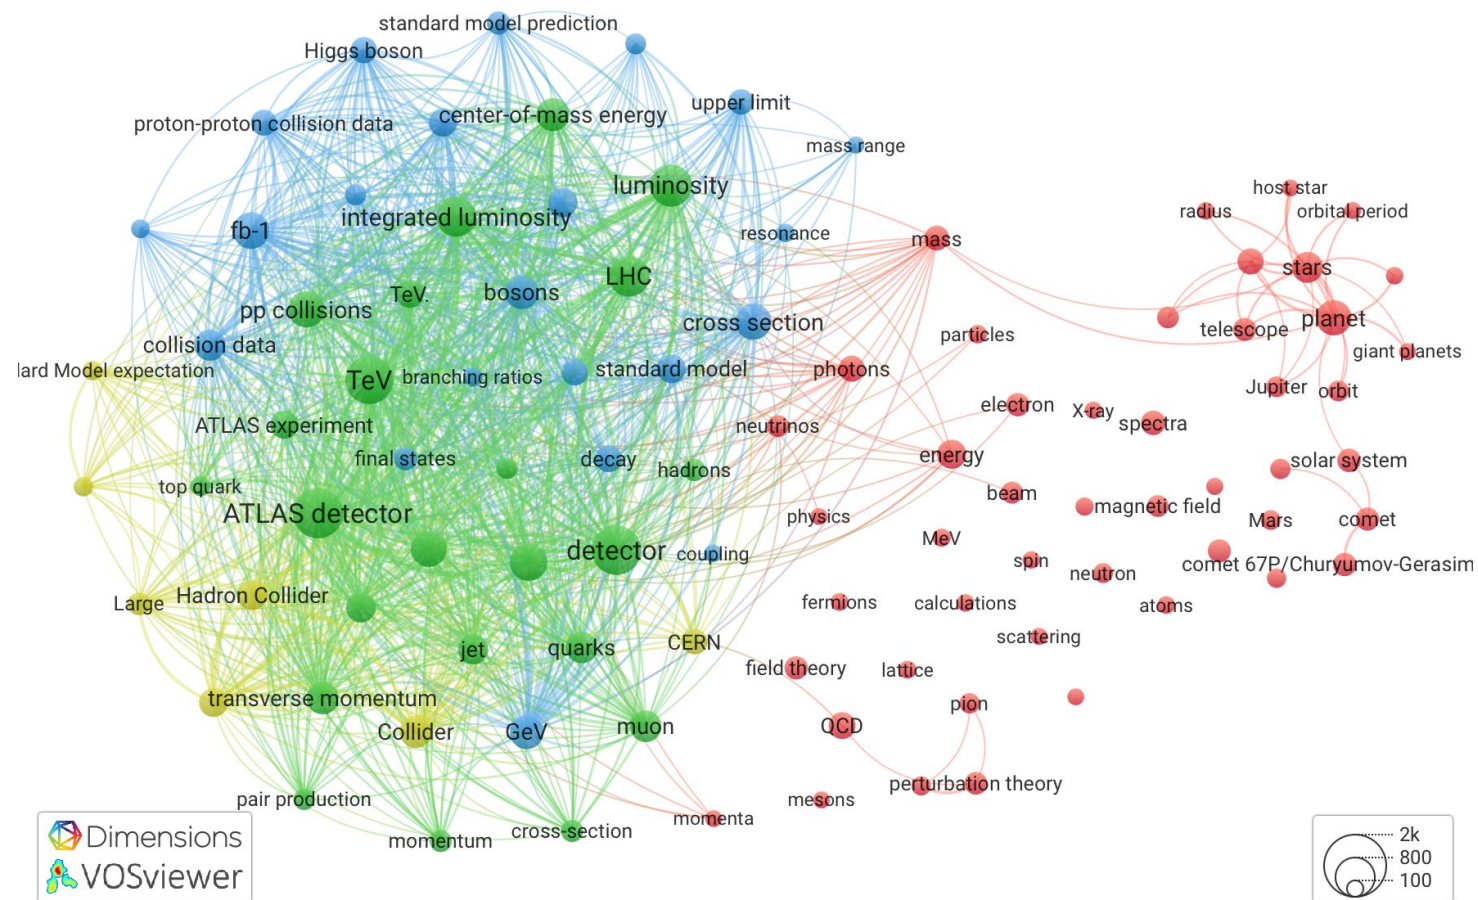 standard model prediction
Higgs boson
upper limit
center-of-mass energy
proton-proton collision data
mass range
luminosity
host star
radius
orbital period
integrated luminosity
fb-1
resonance
mass
stars
LHC
bosons
TeV.
pp collisions
planet
cross section
telescope
particles
collision data
giant planets
lard Model expectation
TeV
branching ratios
standard model
photons
Jupiter
orbit
electron
X-ray
spectra
ATLAS experiment
neutrinos
final states
decay
hadrons
energy
solar system
top quark
beam
magnetic field
ATLAS detector
physics
Mars
comet
MeV
detector
coupling
spin
neutron
comet 67P/Churyumov-Gerasim
Large
Hadron Collider
fermions
calculations
atoms
scattering
jet
quarks
CERN
field theory
lattice
transverse momentum
pion
Collider
GeV
muon
QCD
perturbation theory
pair production
mesons
momenta
cross-section
momentum
Dimensions
VOSviewer
2k
800
100